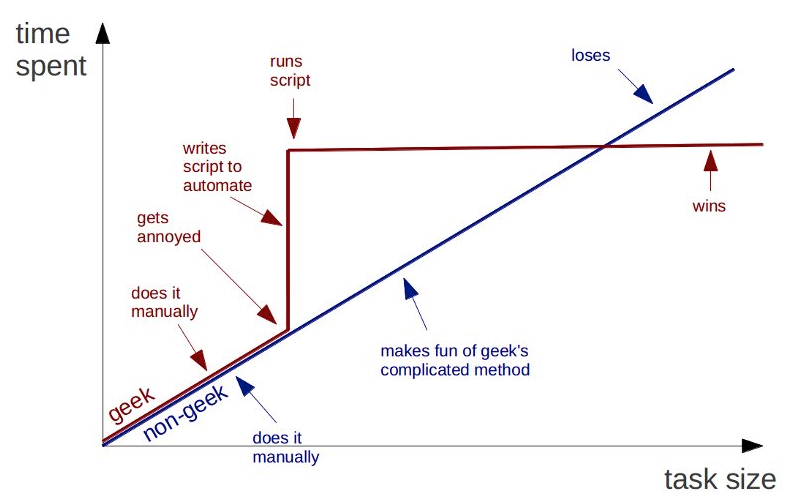 time
spent
runs
script
loses
writes
script to
automate
wins
gets
annoyed
does it
manually
makes fun of geek's
complicated method
geek
non-geek
does it
manually
task size